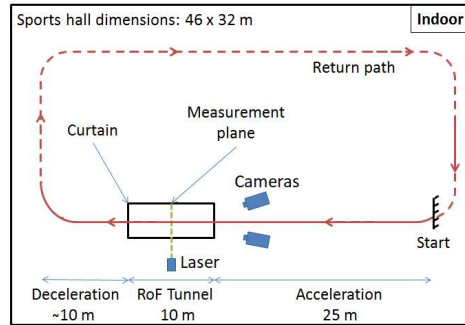 Sports hall dimensions: 46 x 32 m
Indoor
Return path
Measurement
plane
Curtain
Cameras
Start
Laser
Deceleration
~10 m
RoF Tunnel
10 m
Acceleration
25 m